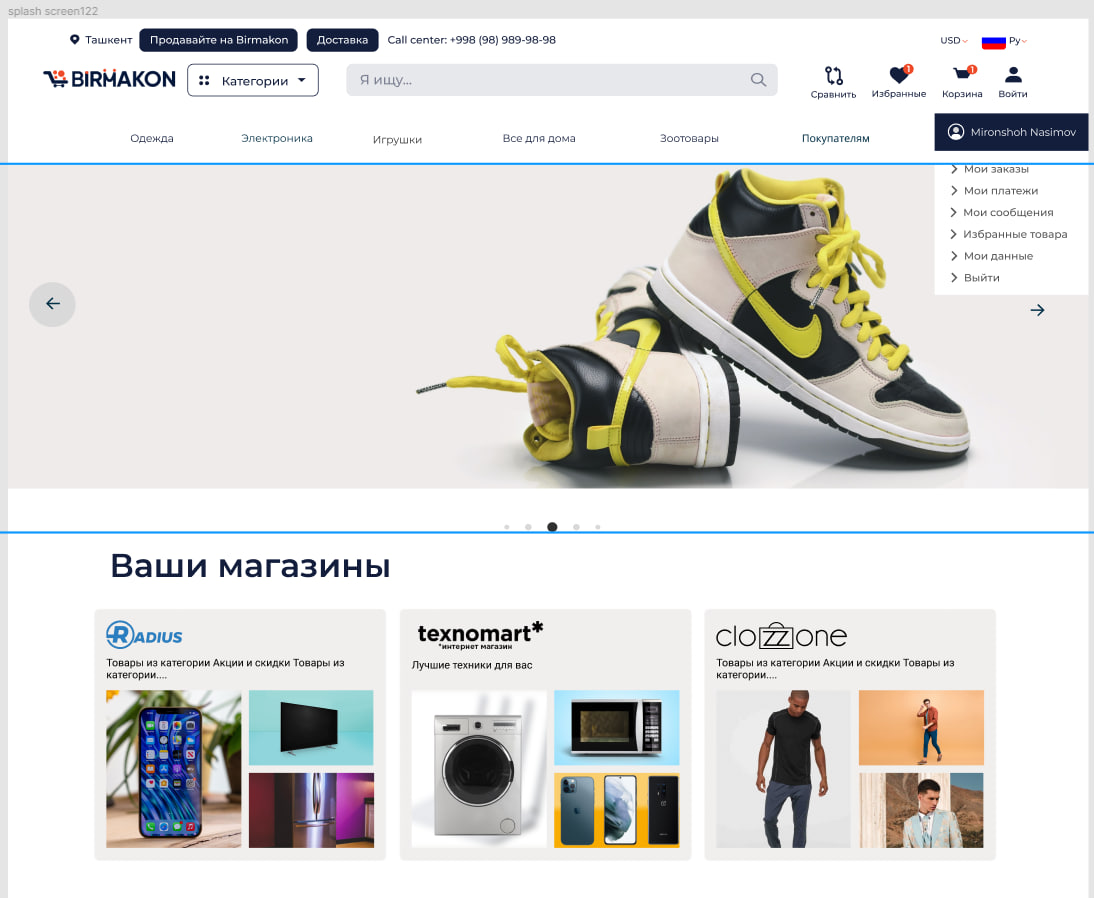 splash screen122
Ташкент
Продавайте на Birmakon
Доставка
Call center: +998 (98) 989-98-98
USD
Ру
BIRMAKON
Категории
Я ищу...
1
1
Сравнить
Избранные
Корзина
Войти
Одежда
Электроника
Игрушки
Все для дома
Зоотовары
Покупателям
Mironshoh Nasimov
Мои заказы
Мои платежи
Мои сообщения
Избранные товара
Мои данные
Выйти
Ваши магазины
RADIUS
Товары из категории Акции и скидки Товары из
категории....
texnomart*
*интернет магазин
Лучшие техники для вас
clozzone
Товары из категории Акции и скидки Товары из
категории....